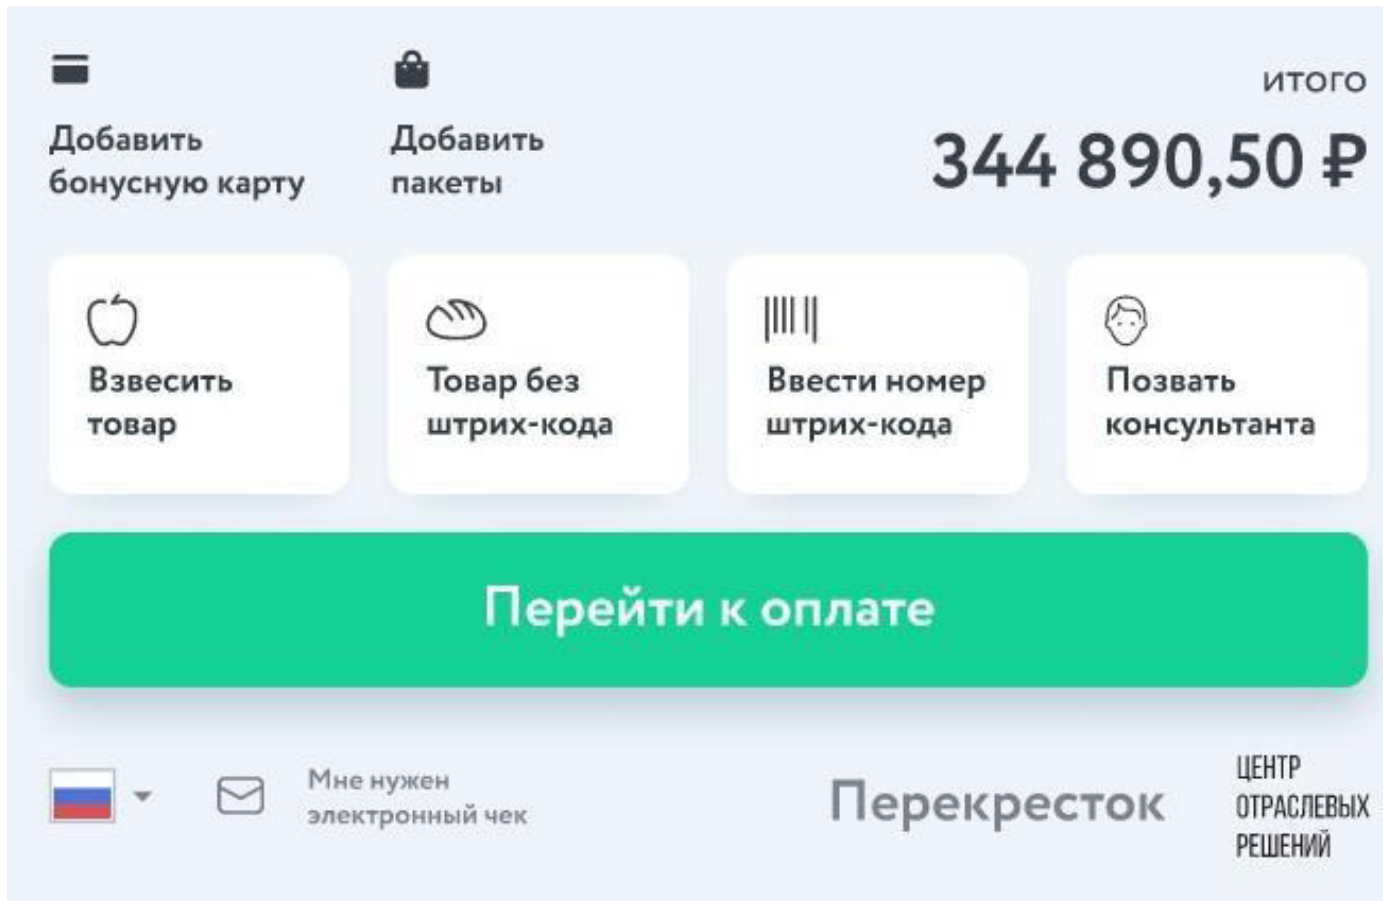 Добавить
бонусную карту
Добавить
пакеты
ИТОГО
344 890,50 ₽
Взвесить
товар
Товар без
штрих-кода
Ввести номер
штрих-кода
Позвать
консультанта
Перейти к оплате
Мне нужен
электронный чек
Перекресток
ЦЕНТР
ОТРАСЛЕВЫХ
РЕШЕНИЙ